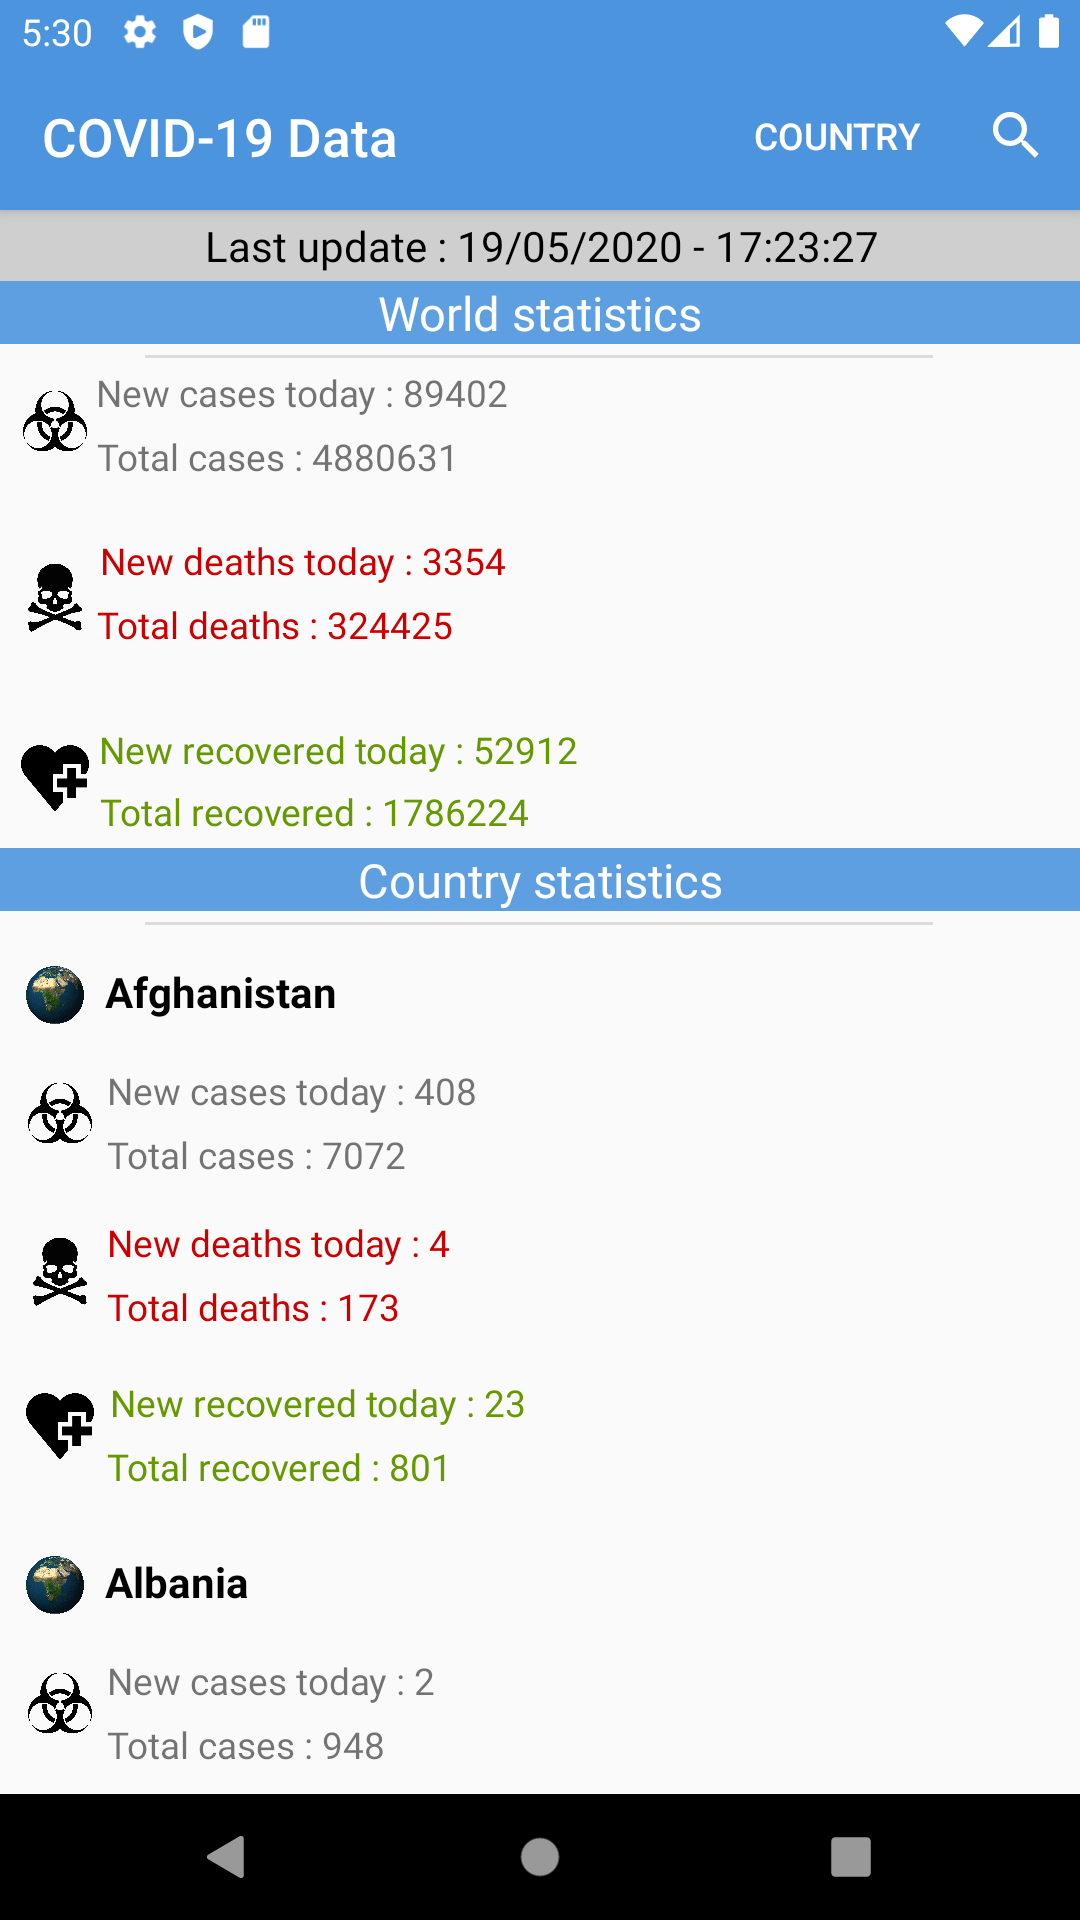 5:30
COVID-19 Data
COUNTRY
Last update : 19/05/2020 - 17:23:27
World statistics
New cases today : 89402
Total cases : 4880631
New deaths today : 3354
Total deaths : 324425
New recovered today : 52912
Total recovered : 1786224
Country statistics
Afghanistan
New cases today : 408
Total cases : 7072
New deaths today : 4
Total deaths : 173
New recovered today : 23
Total recovered : 801
Albania
New cases today : 2
Total cases : 948